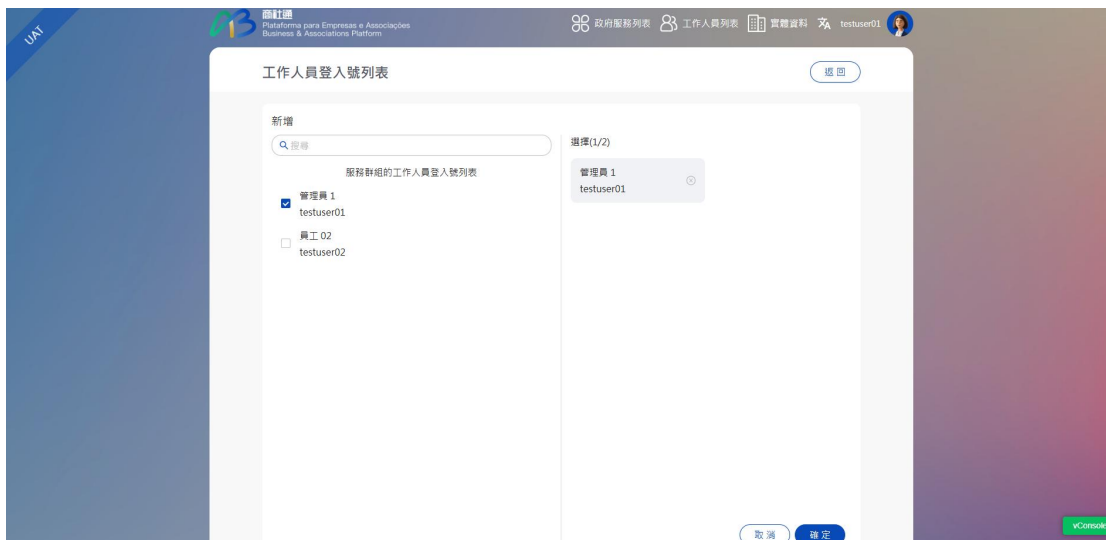 UAT
商社通
Plataforma para Empresas e Associações
Business & Associations Platform
政府服務列表 工作人員列表 實體資料 文A testuser01
工作人員登入號列表
返回
新增
搜尋
服務群組的工作人員登入號列表
管理員 1
testuser01
員工 02
testuser02
選擇(1/2)
管理員 1
testuser01
取消
確定
vConsole